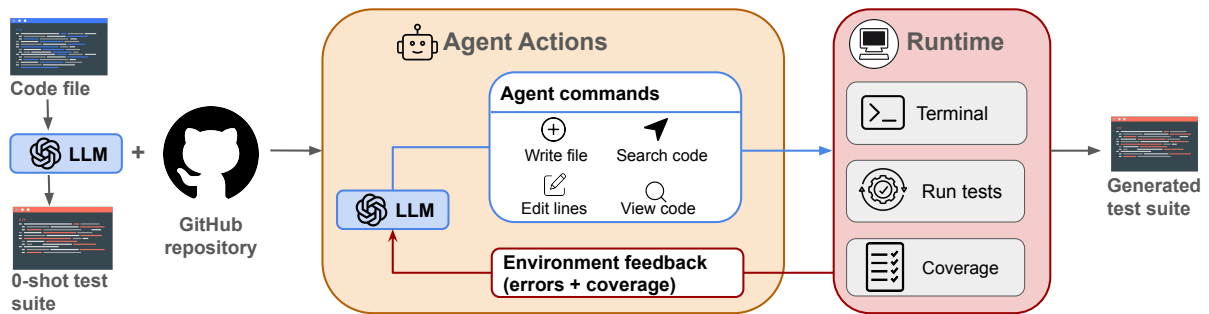 Code file
LLM
+
0-shot test
suite
GitHub
repository
Agent Actions
LLM
Agent commands
Write file
Search code
Edit lines
View code
Environment feedback
(errors + coverage)
Runtime
Terminal
Run tests
Coverage
Generated
test suite